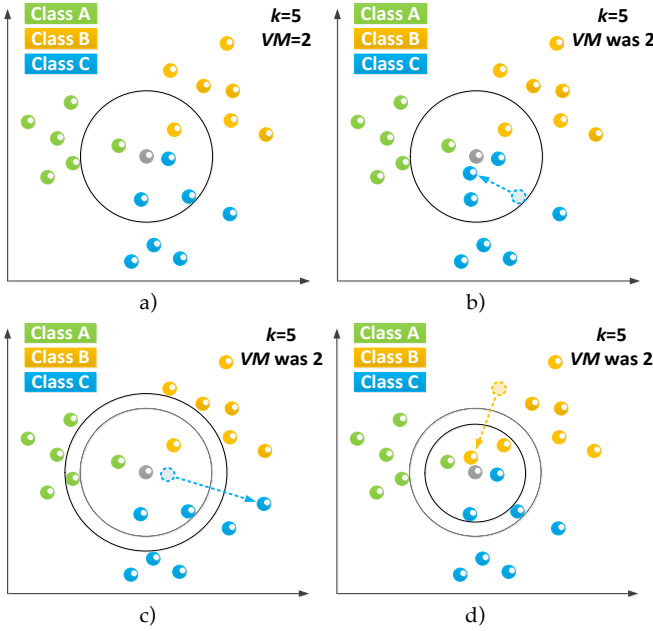 Class A
Class B
Class C
k=5
VM=2
a)
Class A
Class B
Class C
k=5
VM was 2
b)
Class A
Class B
Class C
k=5
VM was 2
c)
Class A
Class B
Class C
k=5
VM was 2
d)